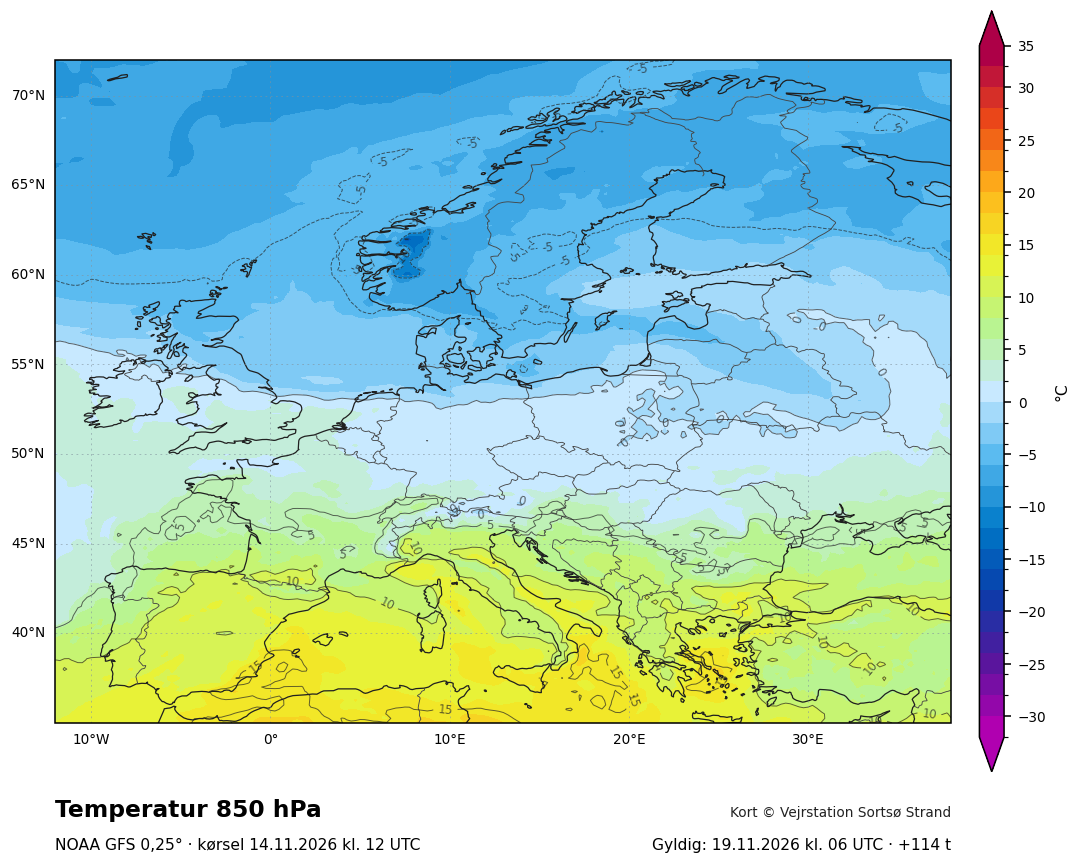 70°N
65°N
60°N
55°N
50°N
45°N
40°N
10°W 0° 10°E 20°E 30°E
35
30
25
20
15
10
5
0
−5
−10
−15
−20
−25
−30
°C
Temperatur 850 hPa
Kort © Vejrstation Sortsø Strand
NOAA GFS 0,25° · kørsel 14.11.2026 kl. 12 UTC
Gyldig: 19.11.2026 kl. 06 UTC · +114 t